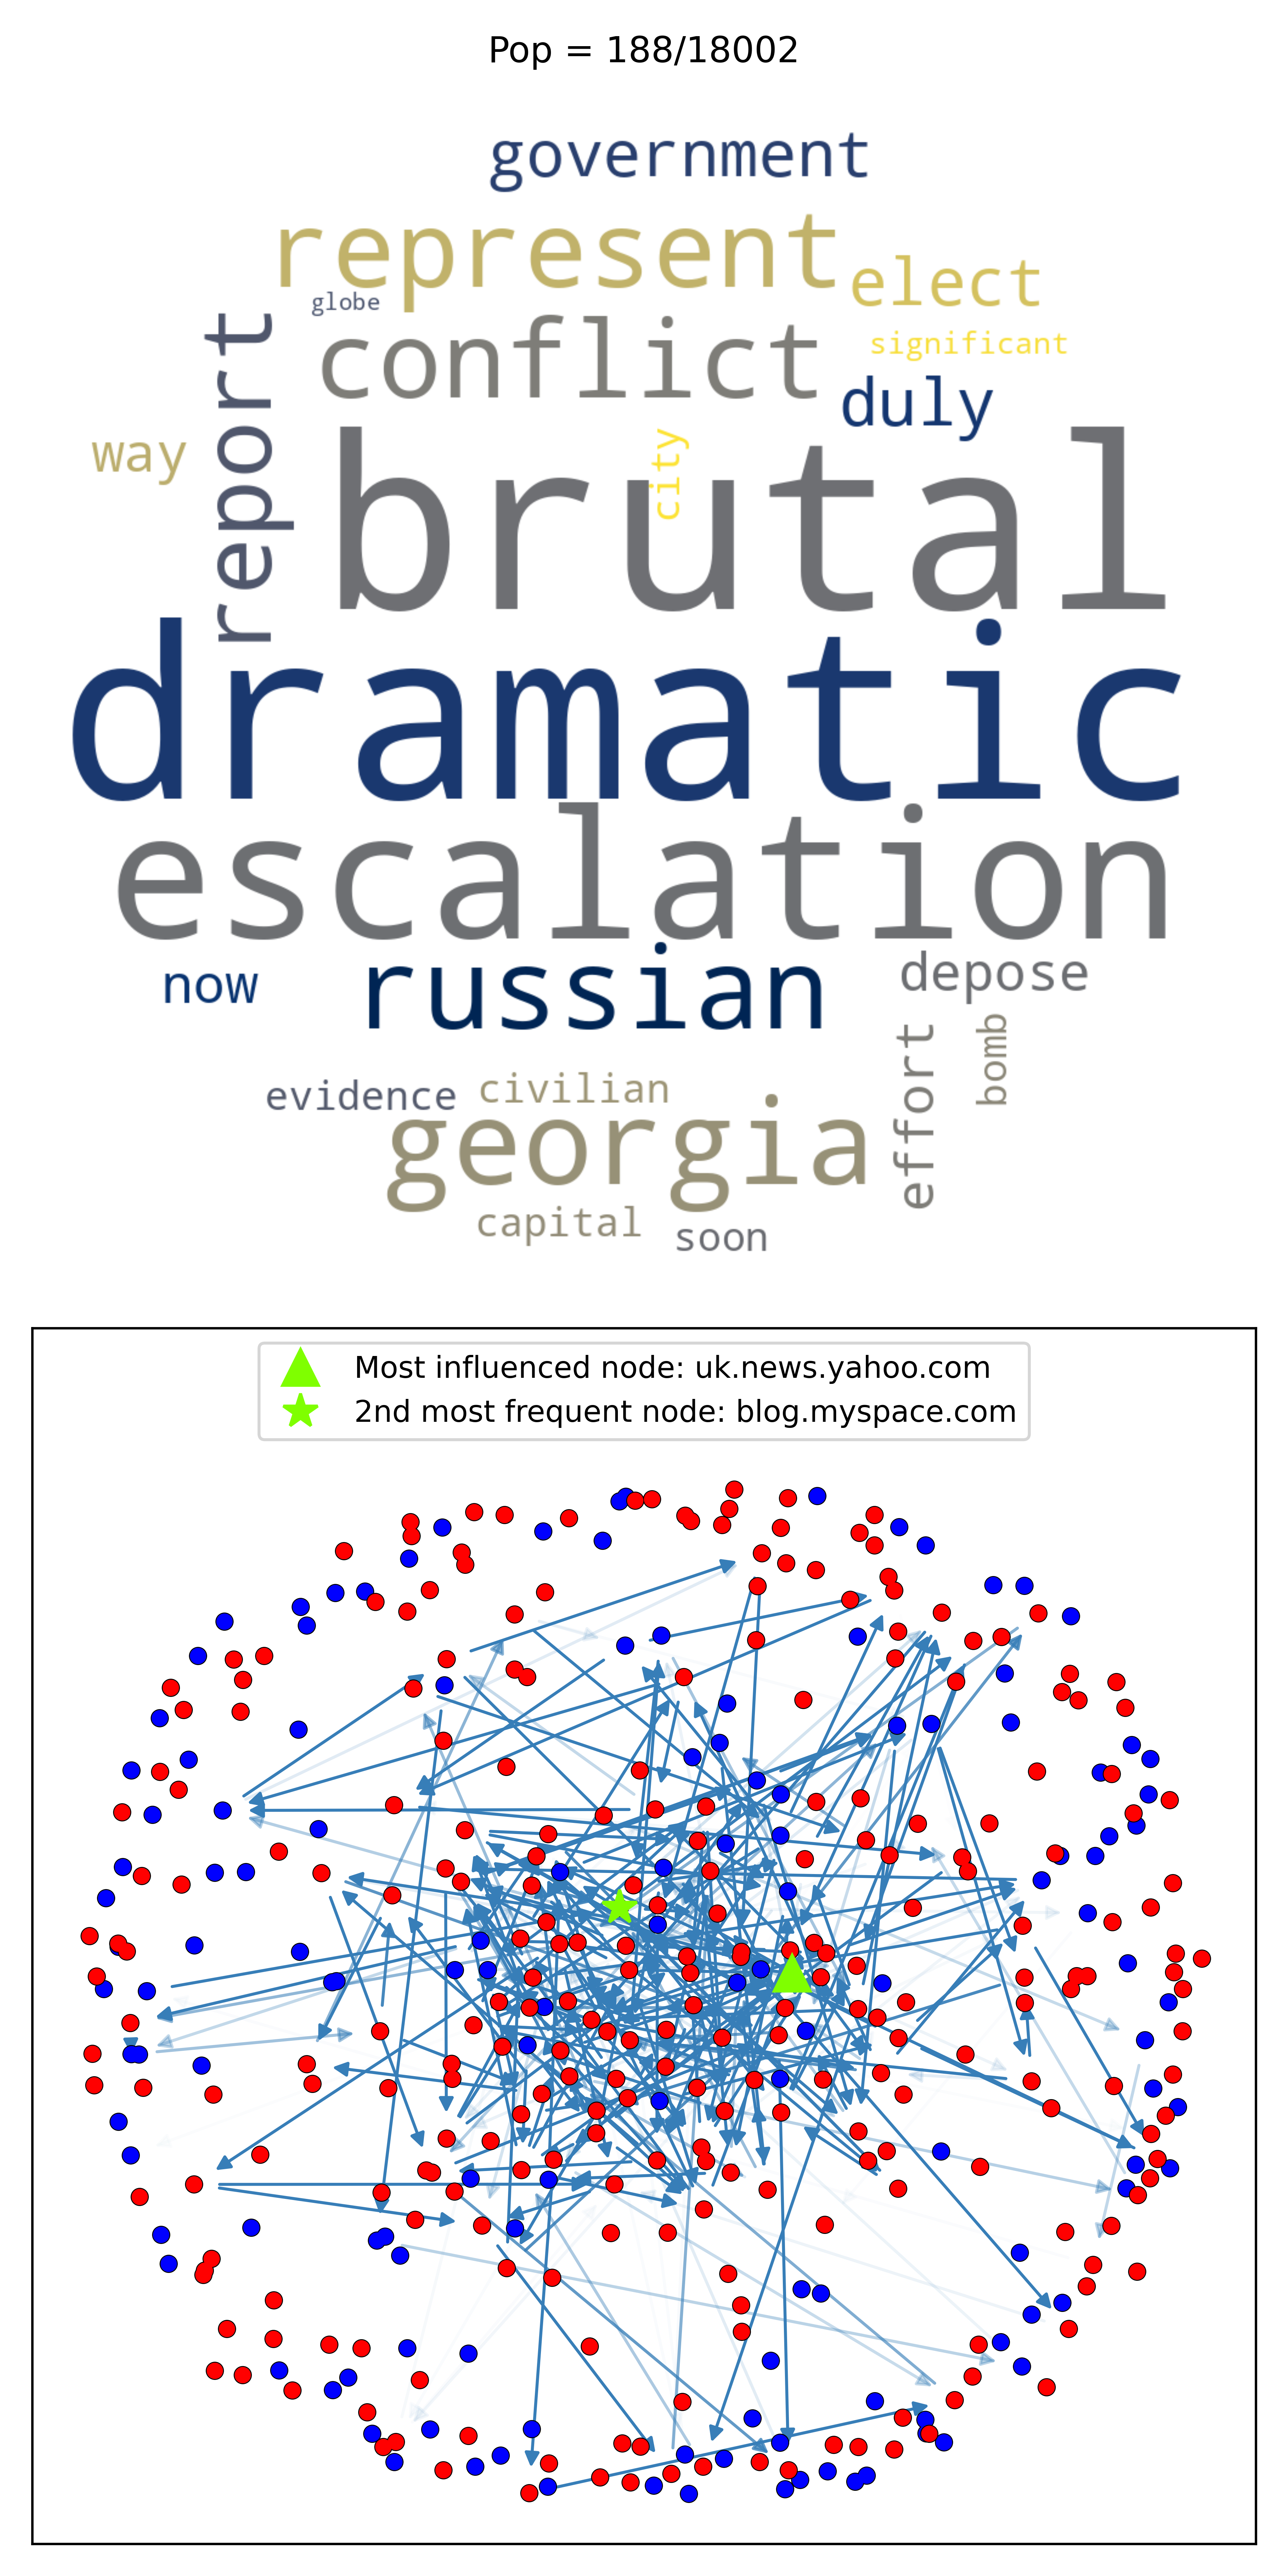 Pop = 188/18002
government
represent
elect
globe
significant
conflict
report
duly
way
city
brutal
dramatic
escalation
now
russian
depose
effort
bomb
evidence
civilian
georgia
capital
soon
Most influenced node: uk.news.yahoo.com
2nd most frequent node: blog.myspace.com